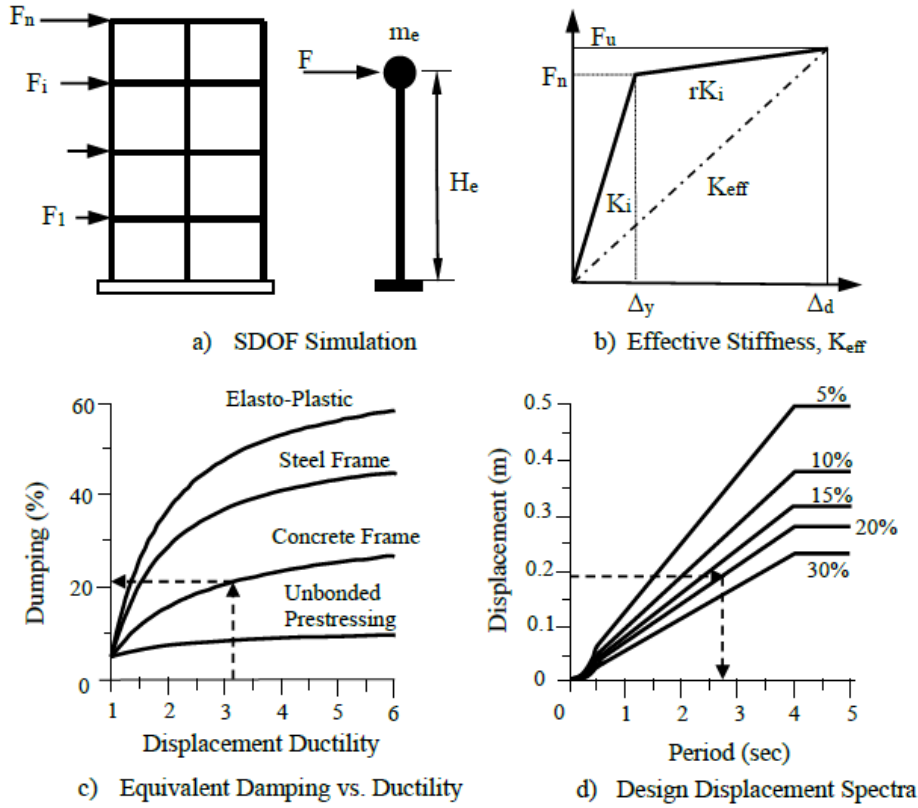 Fn
Fi
F1
F
me
He
a) SDOF Simulation
Fu
Fn
rKi
Keff
Ki
Δy
Δd
b) Effective Stiffness, Keff
60
40
20
0
Dumping (%)
Elasto-Plastic
Steel Frame
Concrete Frame
Unbonded
Prestressing
1 2 3 4 5 6
Displacement Ductility
c) Equivalent Damping vs. Ductility
0.5
0.4
0.3
0.2
0.1
0
Displacement (m)
5%
10%
15%
20%
30%
0 1 2 3 4 5
Period (sec)
d) Design Displacement Spectra